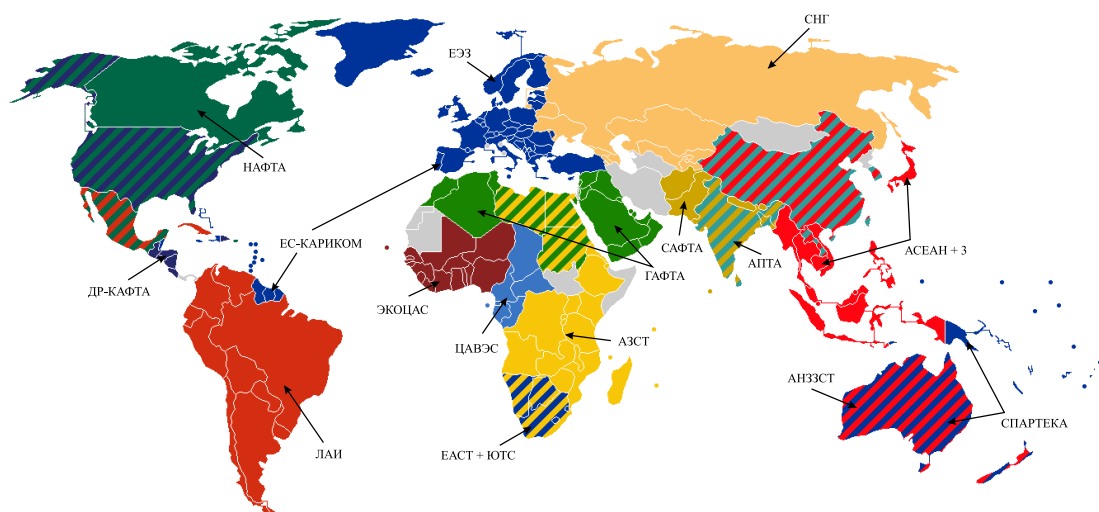 СНГ
ЕЭЗ
НАФТА
ЕС-КАРИКОМ
САФТА
АПТА
АСЕАН + 3
ГАФТА
ДР-КАФТА
ЭКОЦАС
ЦАВЭС
АЗСТ
АНЗЗСТ
СПАРТЕКА
ЛАИ
ЕАСТ + ЮТС